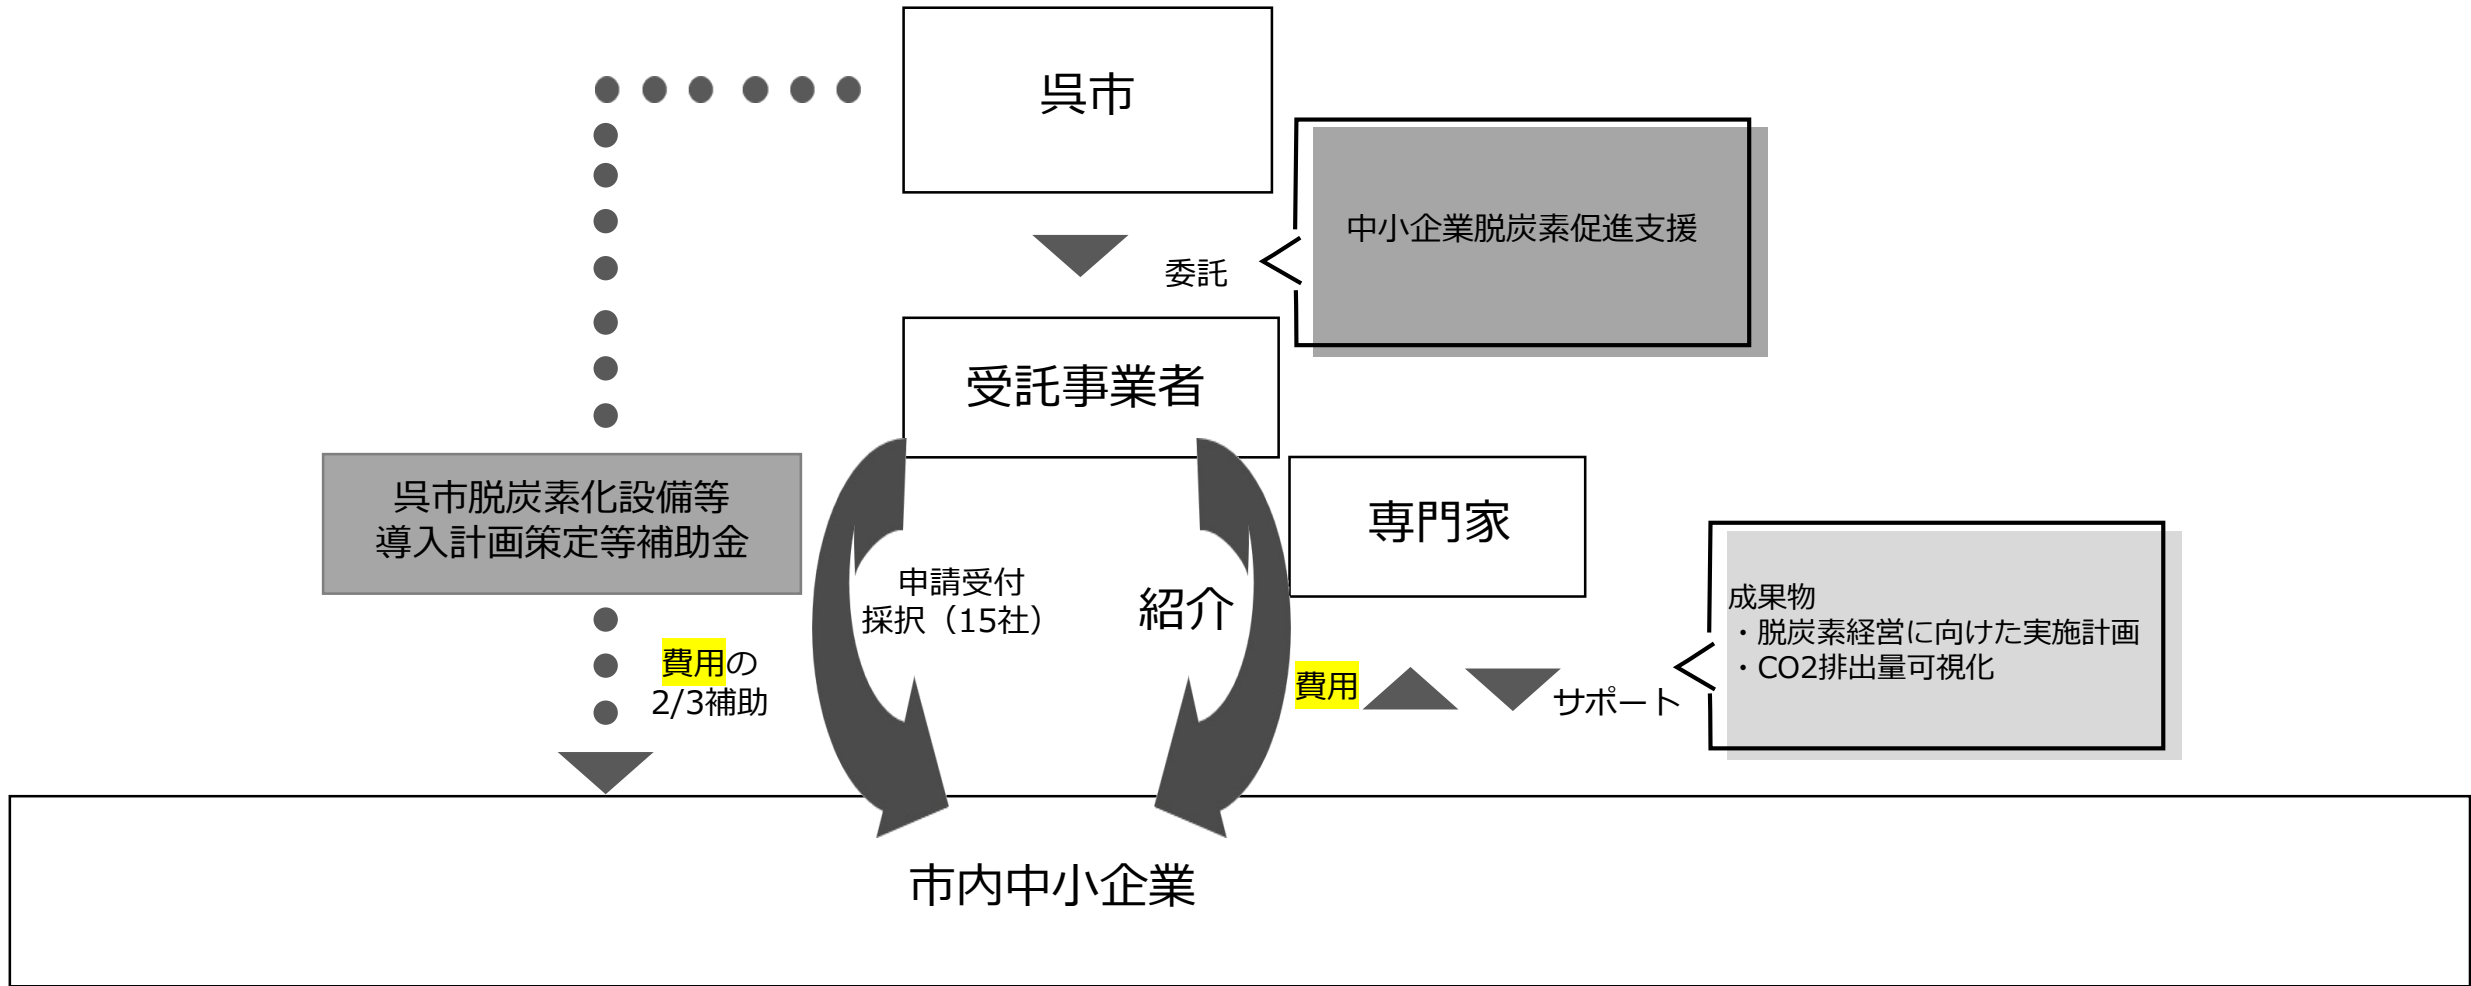 呉市
中小企業脱炭素促進支援
委託
受託事業者
呉市脱炭素化設備等
導入計画策定等補助金
専門家
申請受付
採択（15社）
紹介
成果物
・脱炭素経営に向けた実施計画
・CO2排出量可視化
費用の
2/3補助
費用
サポート
市内中小企業